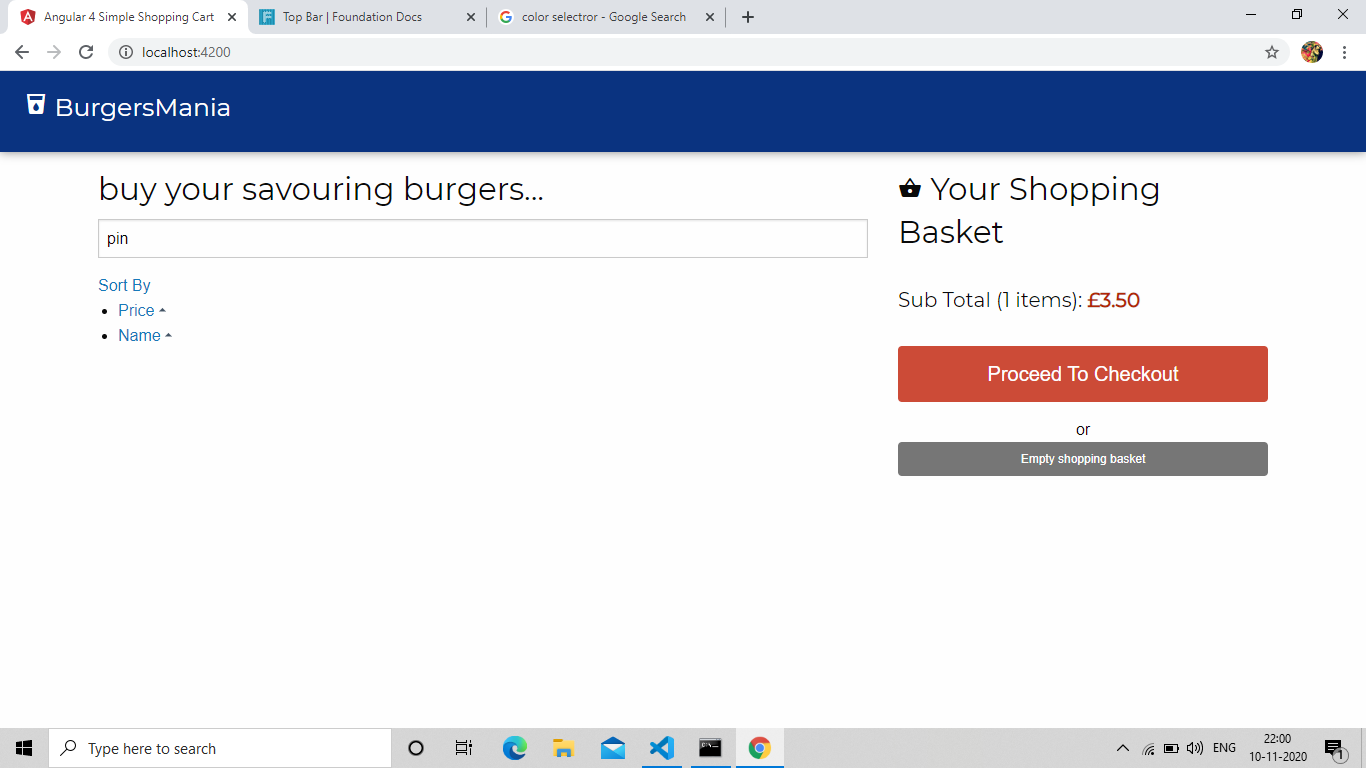 Angular 4 Simple Shopping Cart
Top Bar | Foundation Docs
color selectror - Google Search
localhost:4200
BurgersMania
buy your savouring burgers...
pin
Sort By
Price
Name
Your Shopping
Basket
Sub Total (1 items): £3.50
Proceed To Checkout
or
Empty shopping basket
Type here to search
ENG
22:00
10-11-2020
1